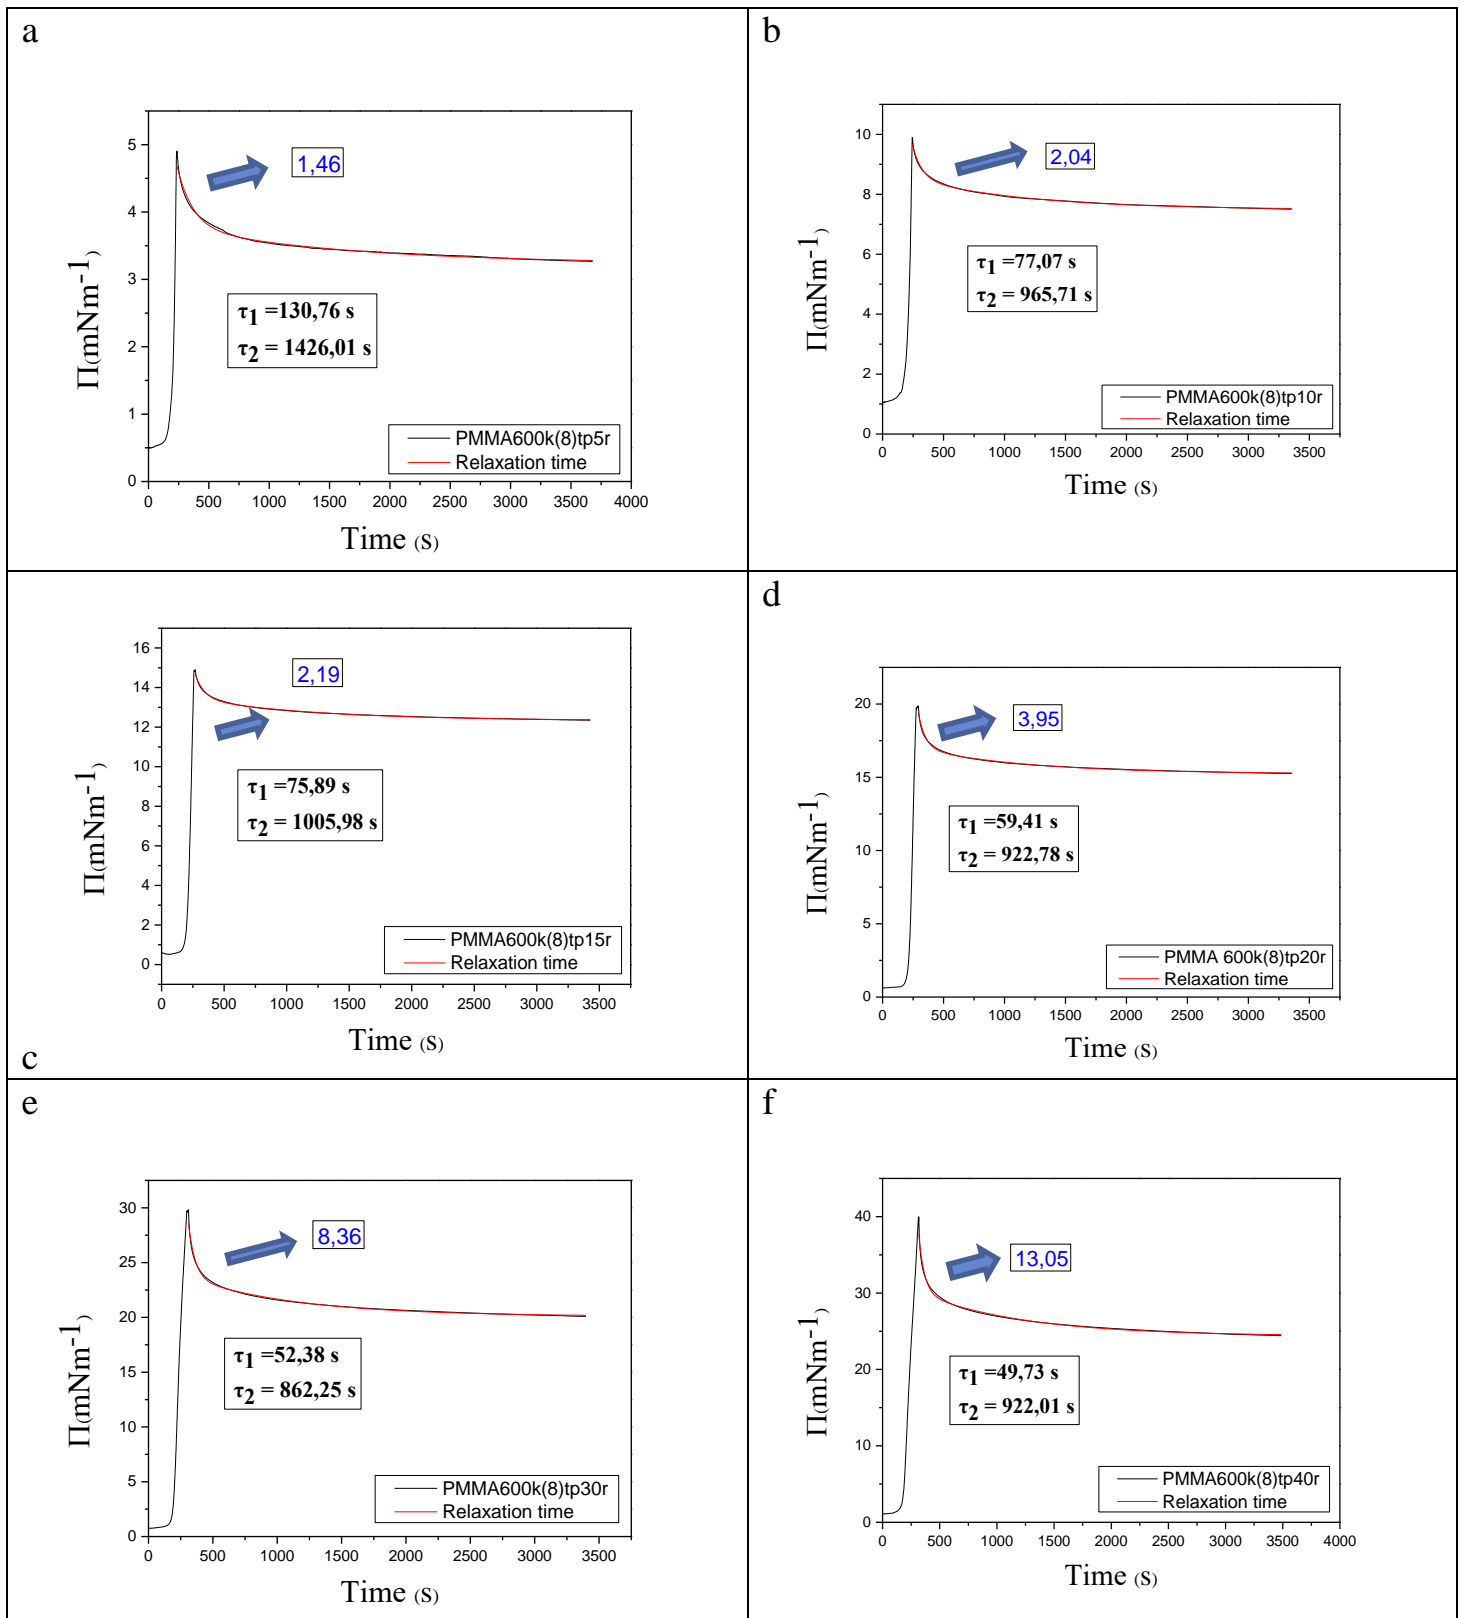 a
5
4
3
2
1
0
0 500 1000 1500 2000 2500 3000 3500 4000
Π(mNm-1)
Time (s)
1,46
τ1 =130,76 s
τ2 = 1426,01 s
PMMA600k(8)tp5r
Relaxation time
b
10
8
6
4
2
0
0 500 1000 1500 2000 2500 3000 3500
Π(mNm-1)
Time (s)
2,04
τ1 =77,07 s
τ2 = 965,71 s
PMMA600k(8)tp10r
Relaxation time
c
16
14
12
10
8
6
4
2
0
0 500 1000 1500 2000 2500 3000 3500
Π(mNm-1)
Time (s)
2,19
τ1 =75,89 s
τ2 = 1005,98 s
PMMA600k(8)tp15r
Relaxation time
d
20
15
10
5
0
0 500 1000 1500 2000 2500 3000 3500
Π(mNm-1)
Time (s)
3,95
τ1 =59,41 s
τ2 = 922,78 s
PMMA 600k(8)tp20r
Relaxation time
e
30
25
20
15
10
5
0
0 500 1000 1500 2000 2500 3000 3500
Π(mNm-1)
Time (s)
8,36
τ1 =52,38 s
τ2 = 862,25 s
PMMA600k(8)tp30r
Relaxation time
f
40
30
20
10
0
0 500 1000 1500 2000 2500 3000 3500 4000
Π(mNm-1)
Time (s)
13,05
τ1 =49,73 s
τ2 = 922,01 s
PMMA600k(8)tp40r
Relaxation time